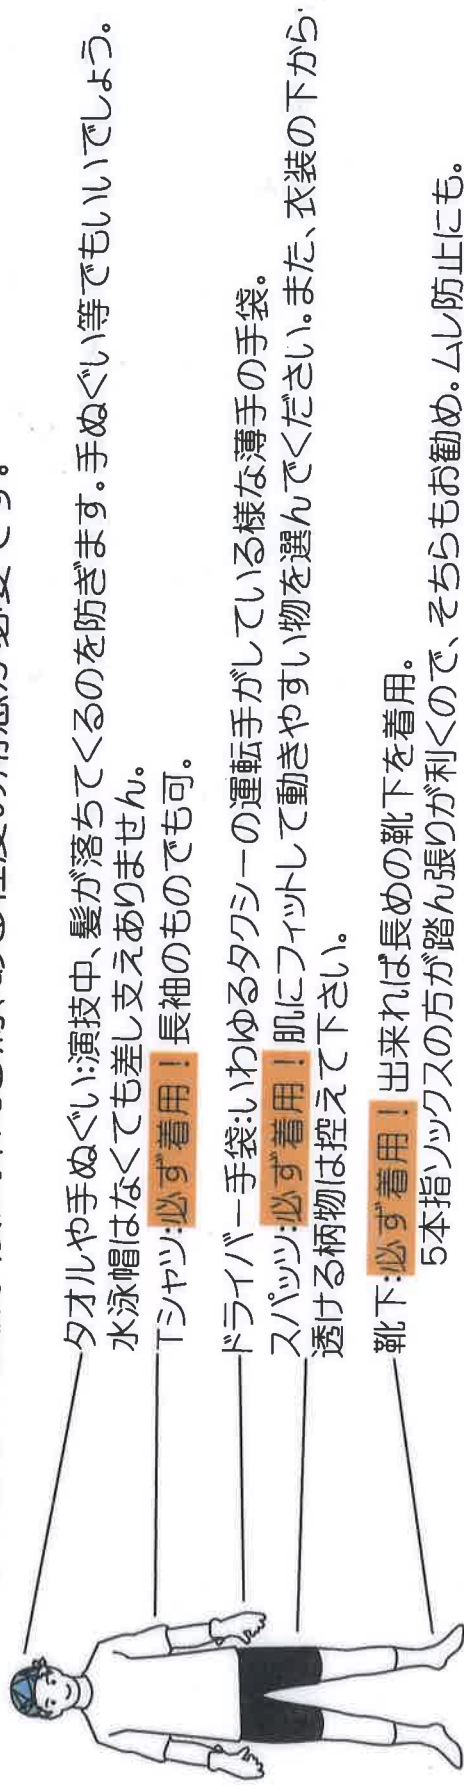 タオルや手ぬぐい:演技中、髪が落ちてくるのを防ぎます。手ぬぐい等でもいいでしょう。
水泳帽はなくても差し支えありません。
Tシャツ:必ず着用！ 長袖のものでも可。
ドライバー手袋:いわゆるタクシーの運転手がしている様な薄手の手袋。
スパッツ:必ず着用！ 肌にフィットして動きやすい物を選んでください。また、衣装の下から
透ける柄物は控えて下さい。
靴下:必ず着用！ 出来れば長めの靴下を着用。
5本指ソックスの方が踏ん張りが利くので、そちらもお勧め。ムレ防止にも。